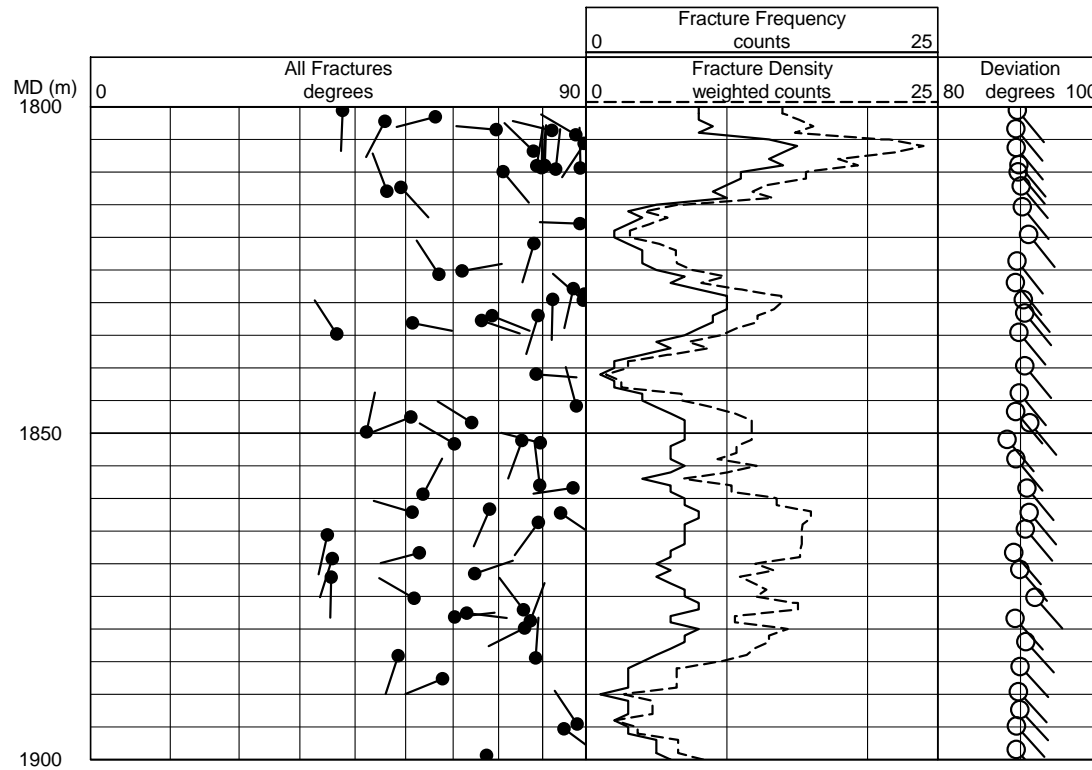 Fracture Frequency
counts
0 25
All Fractures
degrees
0 90
Fracture Density
weighted counts
0 25
Deviation
degrees
80 100
MD (m)
1800
1850
1900